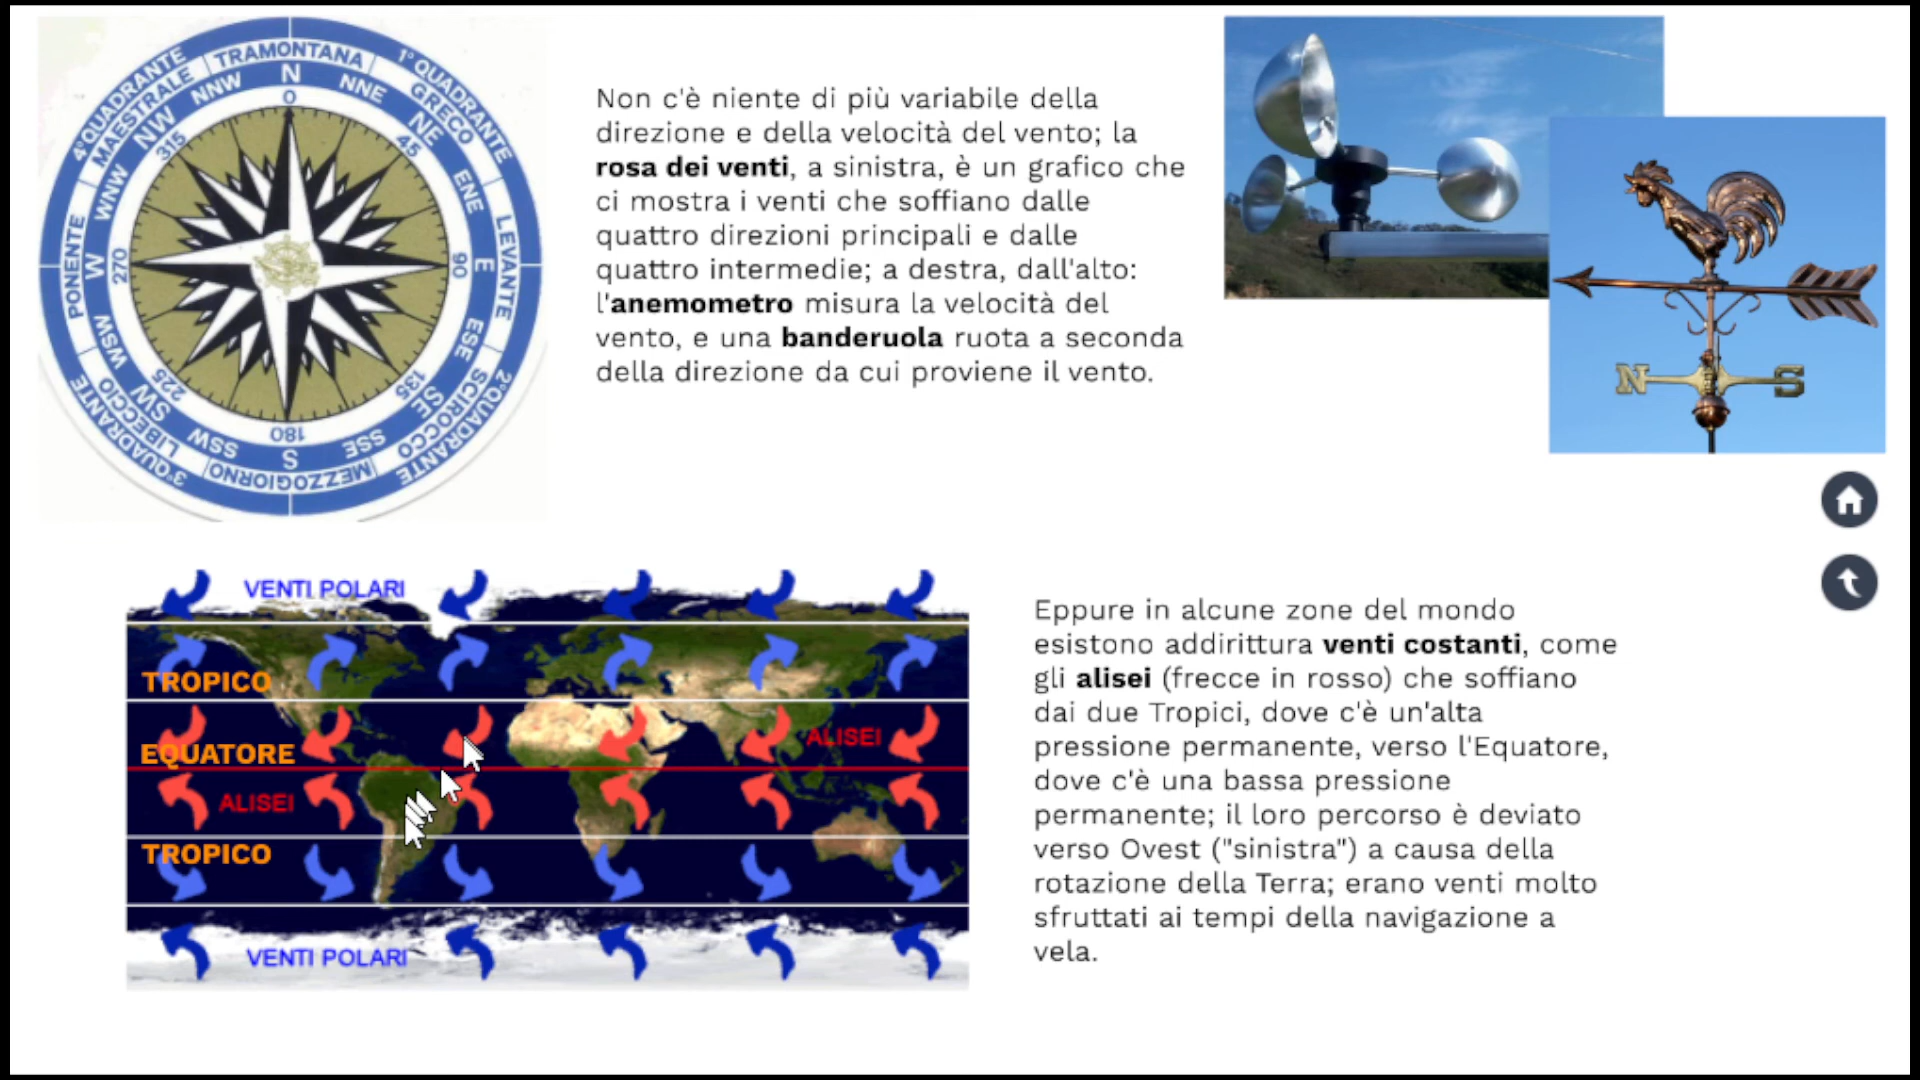 4°QUADRANTE
1°QUADRANTE
2°QUADRANTE
3°QUADRANTE
TRAMONTANA
GRECO
LEVANTE
SCIROCCO
MEZZOGIORNO
LIBECCIO
PONENTE
MAESTRALE
N
NNE
NE
ENE
E
ESE
SE
SSE
S
SSW
SW
WSW
W
WNW
NW
NNW
0
45
90
135
180
225
270
315
Non c'è niente di più variabile della
direzione e della velocità del vento; la
rosa dei venti, a sinistra, è un grafico che
ci mostra i venti che soffiano dalle
quattro direzioni principali e dalle
quattro intermedie; a destra, dall'alto:
l'anemometro misura la velocità del
vento, e una banderuola ruota a seconda
della direzione da cui proviene il vento.
N S
VENTI POLARI
TROPICO
EQUATORE
ALISEI
ALISEI
TROPICO
VENTI POLARI
Eppure in alcune zone del mondo
esistono addirittura venti costanti, come
gli alisei (frecce in rosso) che soffiano
dai due Tropici, dove c'è un'alta
pressione permanente, verso l'Equatore,
dove c'è una bassa pressione
permanente; il loro percorso è deviato
verso Ovest ("sinistra") a causa della
rotazione della Terra; erano venti molto
sfruttati ai tempi della navigazione a
vela.